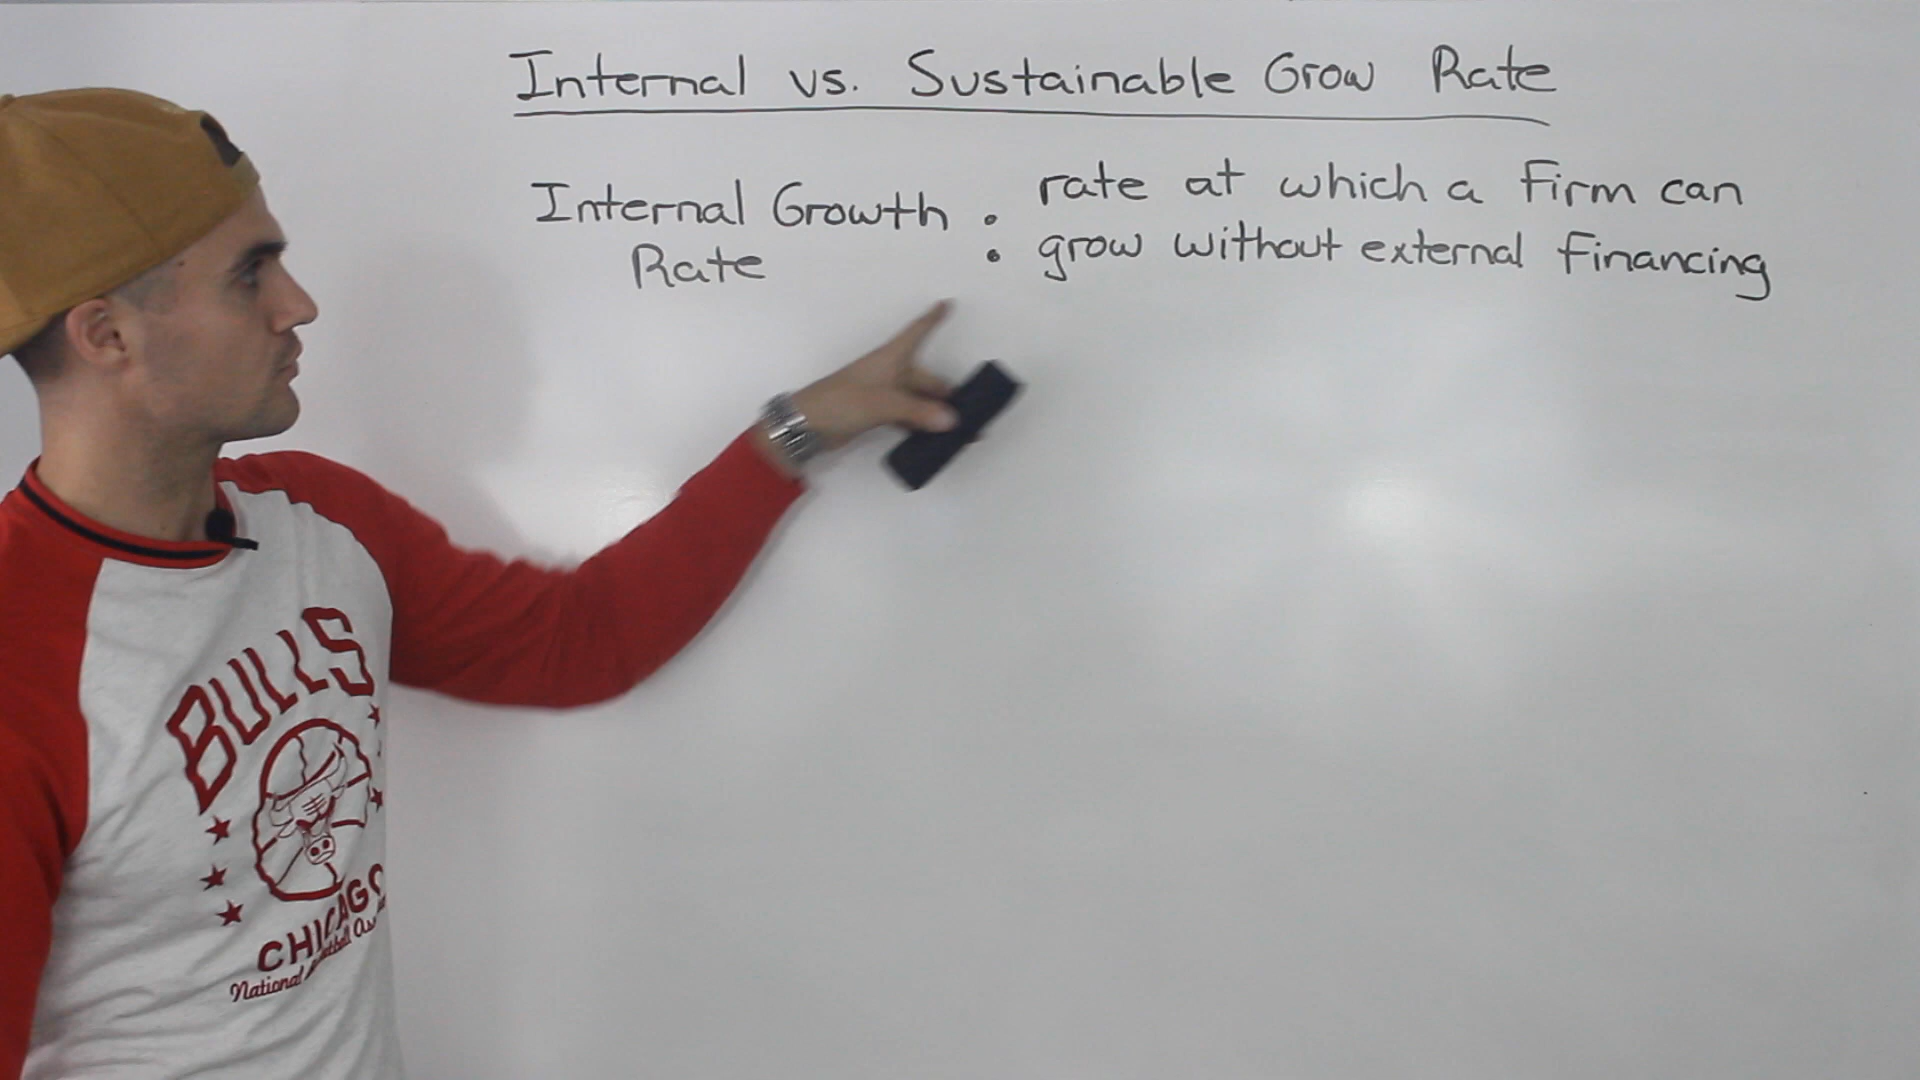 Internal vs. Sustainable Grow Rate
Internal Growth :
Rate
rate at which a firm can
grow without external financing
BULLS
CHICAGO
National